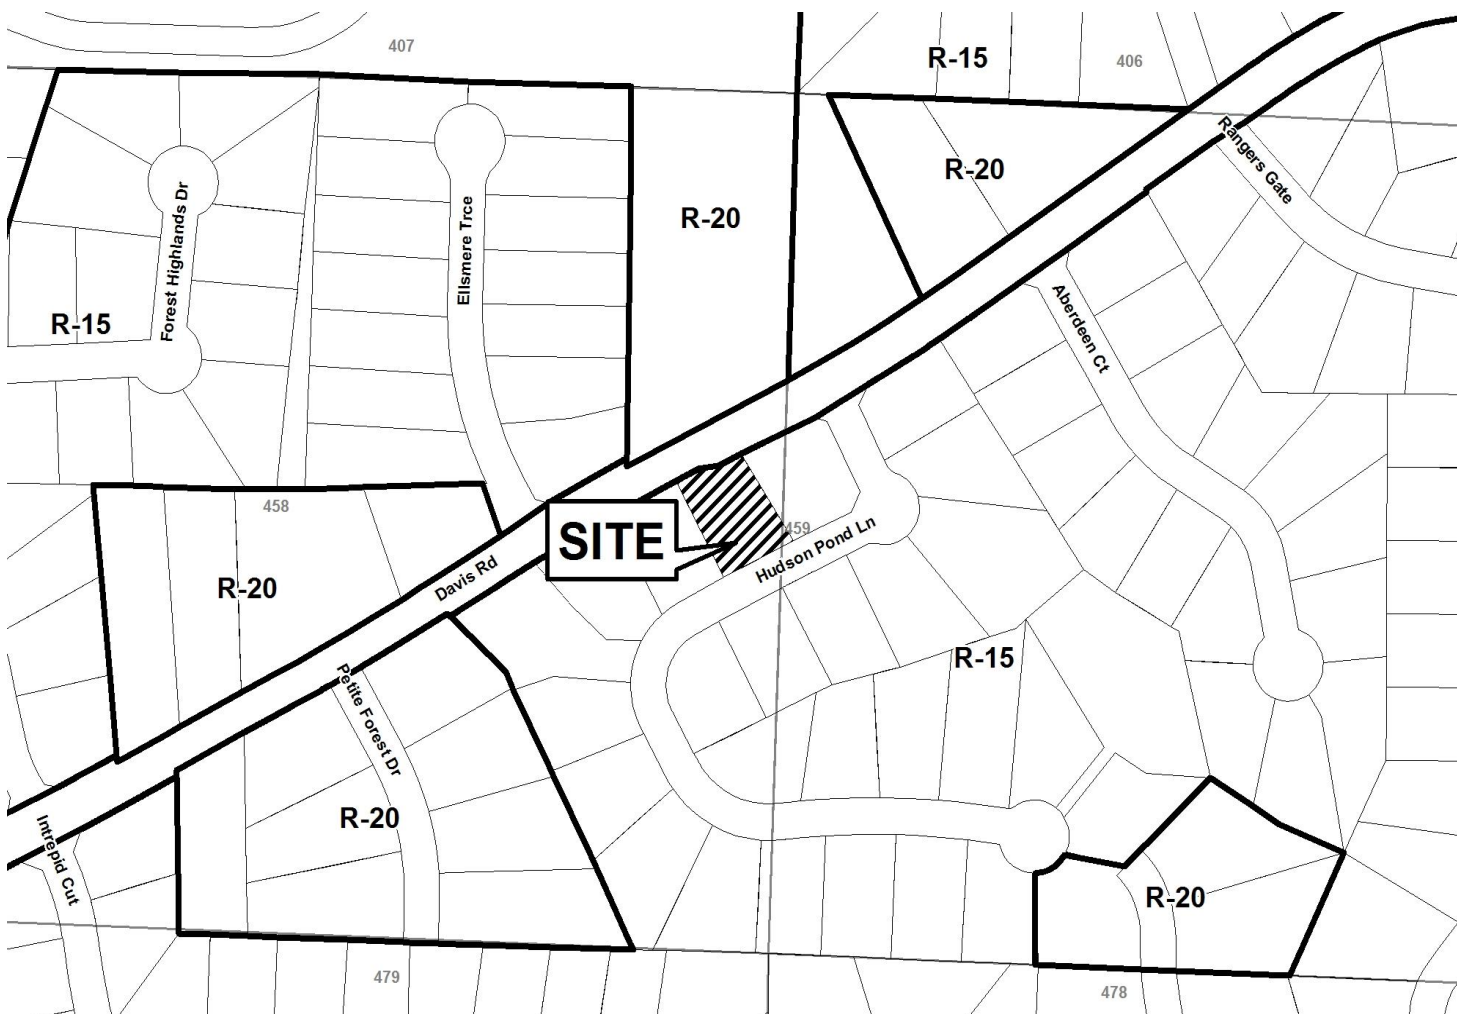 407
R-15
406
Rangers Gate
R-20
R-20
Forest Highlands Dr
Ellsmere Trce
R-15
Aberdeen Ct
458
SITE
459
Hudson Pond Ln
Davis Rd
R-20
R-15
Petite Forest Dr
R-20
Intrepid Cut
R-20
479
478